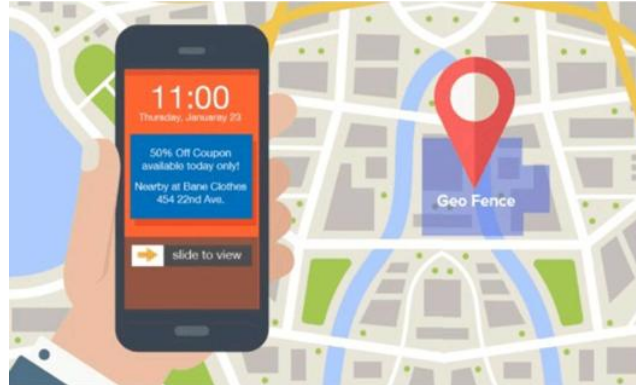 11:00
Thursday, Januaray 23
50% Off Coupon
available today only!
Nearby at Bane Clothes
454 22nd Ave.
slide to view
Geo Fence